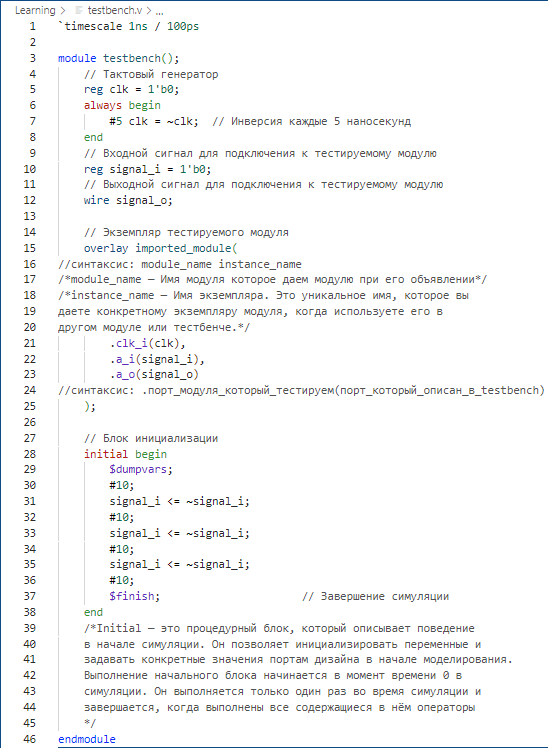 Learning > testbench.v > ...
1 `timescale 1ns / 100ps
2
3 module testbench();
4 // Тактовый генератор
5 reg clk = 1'b0;
6 always begin
7 #5 clk = ~clk; // Инверсия каждые 5 наносекунд
8 end
9 // Входной сигнал для подключения к тестируемому модулю
10 reg signal_i = 1'b0;
11 // Выходной сигнал для подключения к тестируемому модулю
12 wire signal_o;
13
14 // Экземпляр тестируемого модуля
15 overlay imported_module(
16 //синтаксис: module_name instance_name
17 /*module_name — Имя модуля которое даем модулю при его объявлении*/
18 /*instance_name — Имя экземпляра. Это уникальное имя, которое вы
19 даете конкретному экземпляру модуля, когда используете его в
20 другом модуле или тестбенче.*/
21 .clk_i(clk),
22 .a_i(signal_i),
23 .a_o(signal_o)
24 //синтаксис: .порт_модуля_который_тестируем(порт_который_описан_в_testbench)
25 );
26
27 // Блок инициализации
28 initial begin
29 $dumpvars;
30 #10;
31 signal_i <= ~signal_i;
32 #10;
33 signal_i <= ~signal_i;
34 #10;
35 signal_i <= ~signal_i;
36 #10;
37 $finish; // Завершение симуляции
38 end
39 /*Initial — это процедурный блок, который описывает поведение
40 в начале симуляции. Он позволяет инициализировать переменные и
41 задавать конкретные значения портам дизайна в начале моделирования.
42 Выполнение начального блока начинается в момент времени 0 в
43 симуляции. Он выполняется только один раз во время симуляции и
44 завершается, когда выполнены все содержащиеся в нём операторы
45 */
46 endmodule